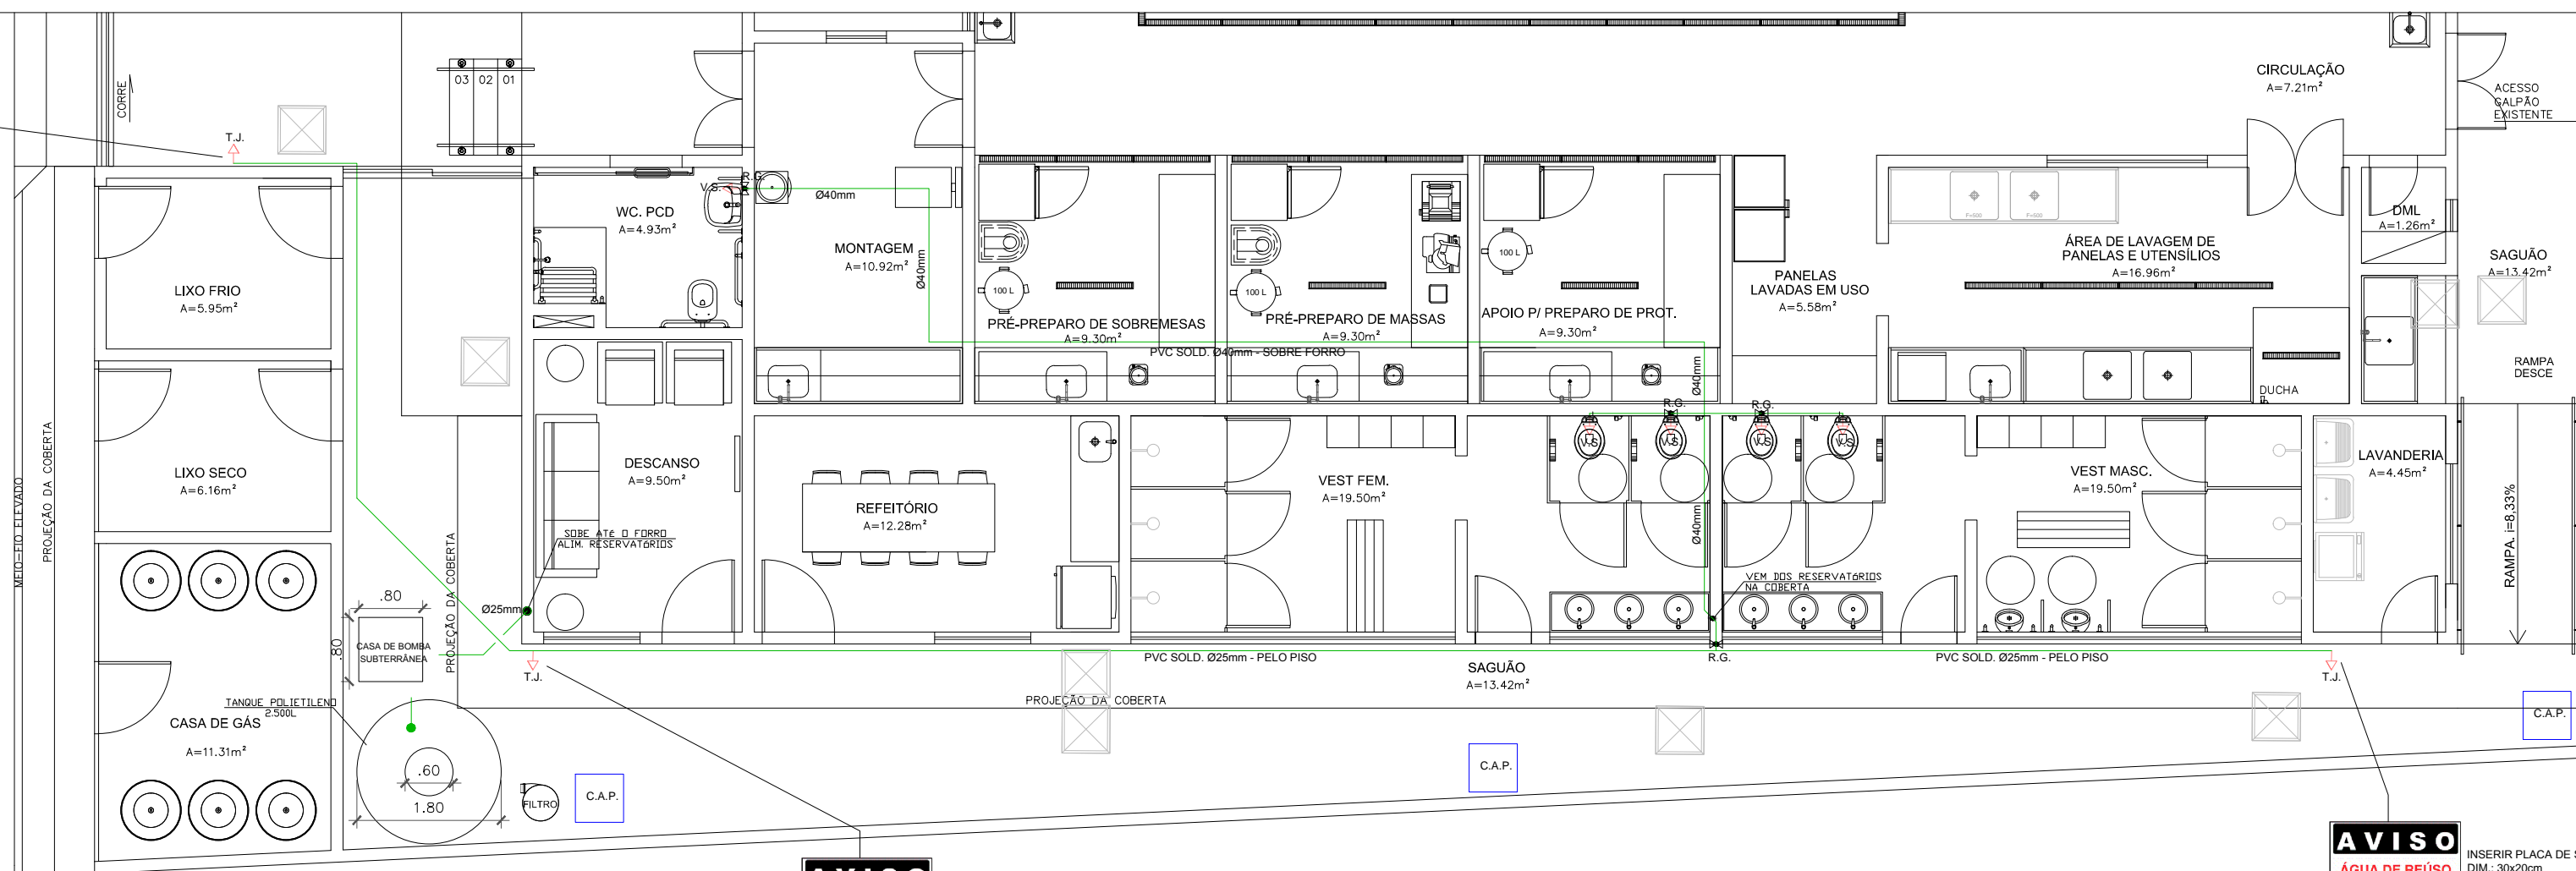 CORRE
03 02 01
CIRCULAÇÃO
A=7.21m²
ACESSO
GALPÃO
EXISTENTE
T.J.
V.S.
R.G.
Ø40mm
Ø40mm
WC. PCD
A=4.93m²
MONTAGEM
A=10.92m²
LIXO FRIO
A=5.95m²
100 L
100 L
100 L
PRÉ-PREPARO DE SOBREMESAS
A=9.30m²
PRÉ-PREPARO DE MASSAS
A=9.30m²
APOIO P/ PREPARO DE PROT.
A=9.30m²
PVC SOLD. Ø40mm - SOBRE FORRO
PANELAS
LAVADAS EM USO
A=5.58m²
F=500
F=500
ÁREA DE LAVAGEM DE
PANELAS E UTENSÍLIOS
A=16.96m²
DML
A=1.26m²
SAGUÃO
A=13.42m²
RAMPA
DESCE
DUCHA
Ø40mm
R.G.
R.G.
V.S
V.S
V.S
V.S
MEIO-FIO ELEVADO
PROJEÇÃO DA COBERTA
LIXO SECO
A=6.16m²
DESCANSO
A=9.50m²
SOBE ATÉ O FORRO
ALIM. RESERVATÓRIOS
REFEITÓRIO
A=12.28m²
VEST FEM.
A=19.50m²
Ø40mm
VEM DOS RESERVATÓRIOS
NA COBERTA
VEST MASC.
A=19.50m²
LAVANDERIA
A=4.45m²
RAMPA. i=8,33%
.80
.80
CASA DE BOMBA
SUBTERRÂNEA
PROJEÇÃO DA COBERTA
Ø25mm
T.J.
PVC SOLD. Ø25mm - PELO PISO
R.G.
PVC SOLD. Ø25mm - PELO PISO
T.J.
SAGUÃO
A=13.42m²
PROJEÇÃO DA COBERTA
TANQUE POLIETILENO
2.500L
CASA DE GÁS
A=11.31m²
.60
1.80
FILTRO
C.A.P.
C.A.P.
C.A.P.
AVISO
AVISO
ÁGUA DE REÚSO
INSERIR PLACA DE
DIM.: 30x20cm